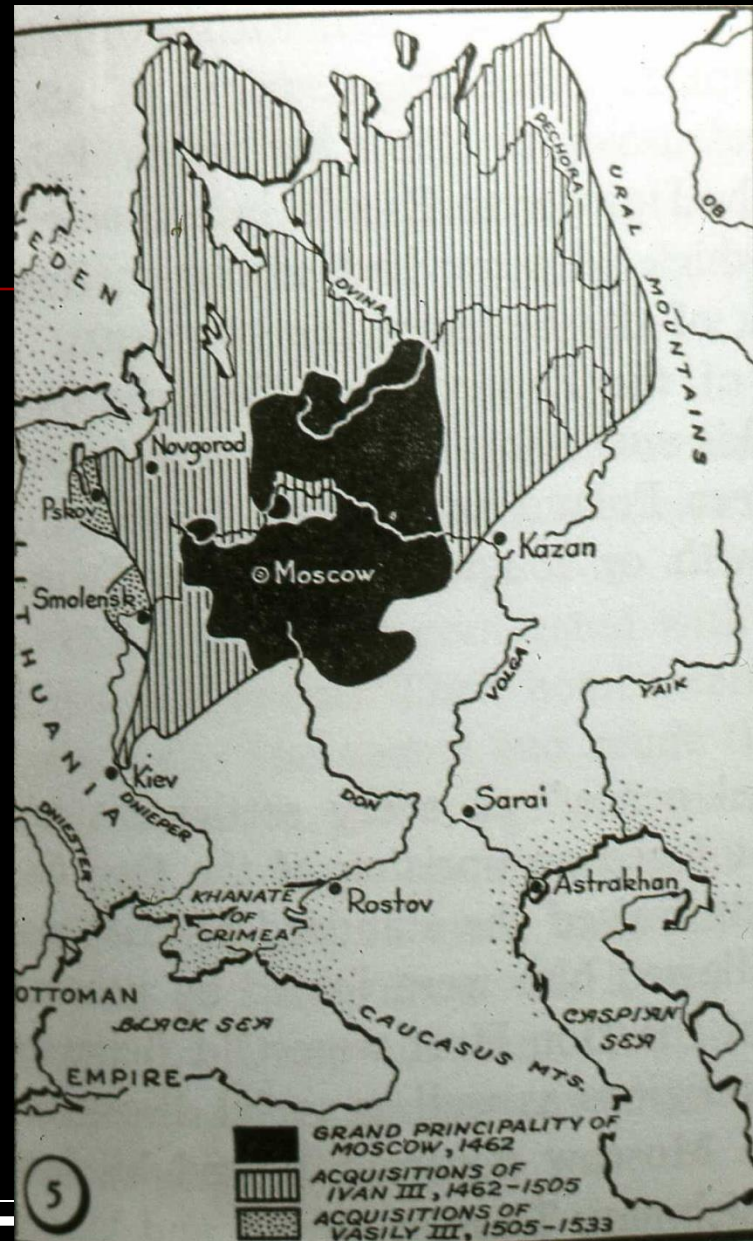 PECHORA
URAL MOUNTAINS
OB
EDEN
DVINA
Novgorod
Pskov
Kazan
Moscow
Smolensk
THUANIA
VOLGA
YAIK
Kiev
DNIEPER
DON
Sarai
DNIESTER
Astrakhan
KHANATE
OF
CRIMEA
Rostov
OTTOMAN
BLACK SEA
CAUCASUS MTS.
CASPIAN
SEA
EMPIRE
GRAND PRINCIPALITY OF
MOSCOW, 1462
ACQUISITIONS OF
IVAN III, 1462-1505
ACQUISITIONS OF
VASILY III, 1505-1533
5